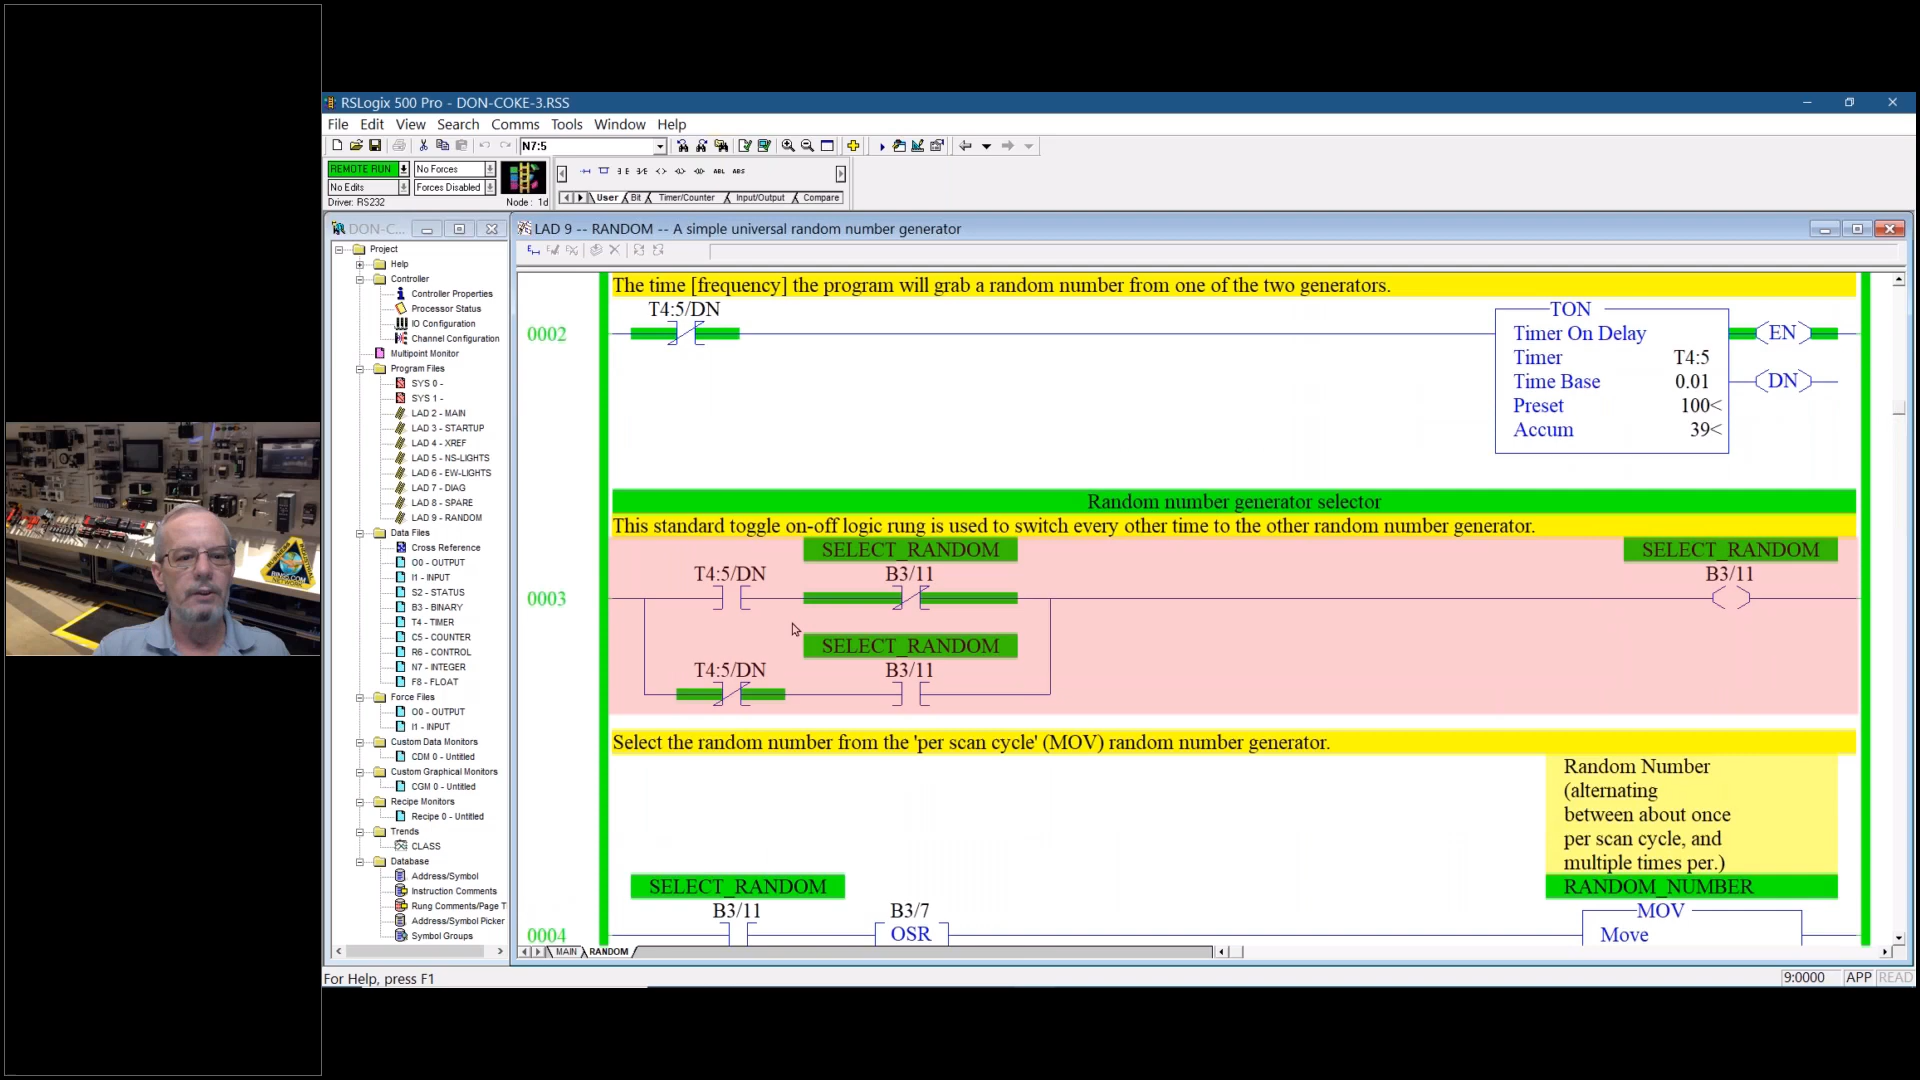 RSLogix 500 Pro - DON-COKE-3.RSS
File Edit View Search Comms Tools Window Help
N7:5
REMOTE RUN No Forces
No Edits Forces Disabled
Driver: RS232 Node: 1d
ABL ABS
User Bit Timer/Counter Input/Output Compare
DON-C...
Project
Help
Controller
Controller Properties
Processor Status
IO Configuration
Channel Configuration
Multipoint Monitor
Program Files
SYS 0 -
SYS 1 -
LAD 2 - MAIN
LAD 3 - STARTUP
LAD 4 - XREF
LAD 5 - NS-LIGHTS
LAD 6 - EW-LIGHTS
LAD 7 - DIAG
LAD 8 - SPARE
LAD 9 - RANDOM
Data Files
Cross Reference
O0 - OUTPUT
I1 - INPUT
S2 - STATUS
B3 - BINARY
T4 - TIMER
C5 - COUNTER
R6 - CONTROL
N7 - INTEGER
F8 - FLOAT
Force Files
O0 - OUTPUT
I1 - INPUT
Custom Data Monitors
CDM 0 - Untitled
Custom Graphical Monitors
CGM 0 - Untitled
Recipe Monitors
Recipe 0 - Untitled
Trends
CLASS
Database
Address/Symbol
Instruction Comments
Rung Comments/Page T
Address/Symbol Picker
Symbol Groups
LAD 9 -- RANDOM -- A simple universal random number generator
The time [frequency] the program will grab a random number from one of the two generators.
0002
T4:5/DN
TON
Timer On Delay
Timer T4:5
Time Base 0.01
Preset 100<
Accum 39<
EN
DN
Random number generator selector
This standard toggle on-off logic rung is used to switch every other time to the other random number generator.
SELECT_RANDOM SELECT_RANDOM
T4:5/DN B3/11 B3/11
0003
SELECT_RANDOM
T4:5/DN B3/11
Select the random number from the 'per scan cycle' (MOV) random number generator.
Random Number
(alternating
between about once
per scan cycle, and
multiple times per.)
SELECT_RANDOM RANDOM_NUMBER
B3/11 B3/7 MOV
0004 OSR Move
MAIN RANDOM
For Help, press F1
9:0000 APP READ